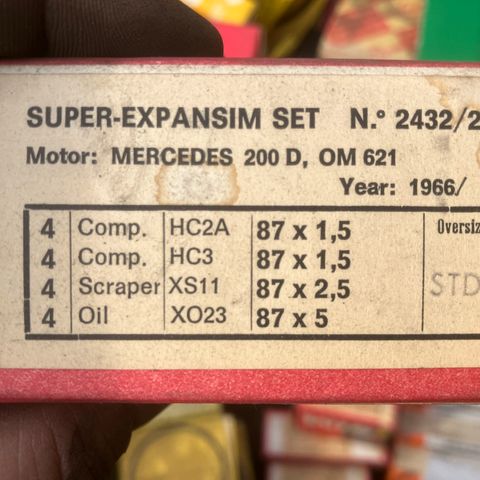 SUPER-EXPANSIM SET N.° 2432/2
Motor: MERCEDES 200 D, OM 621
Year: 1966/
4 Comp. HC2A 87 x 1,5 Oversiz
4 Comp. HC3 87 x 1,5
4 Scraper XS11 87 x 2,5 STD
4 Oil XO23 87 x 5